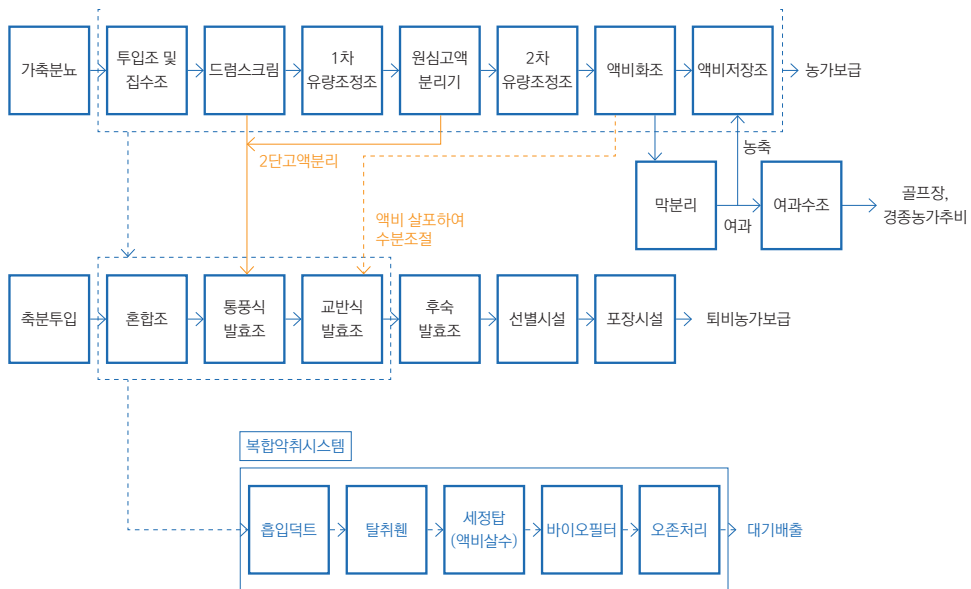 가축분뇨
투입조 및
집수조
드럼스크림
1차
유량조정조
원심고액
분리기
2차
유량조정조
액비화조
액비저장조
농가보급
2단고액분리
농축
막분리
여과
여과수조
골프장,
경종농가추비
액비 살포하여
수분조절
축분투입
혼합조
통풍식
발효조
교반식
발효조
후숙
발효조
선별시설
포장시설
퇴비농가보급
복합악취시스템
흡입덕트
탈취휀
세정탑
(액비살수)
바이오필터
오존처리
대기배출